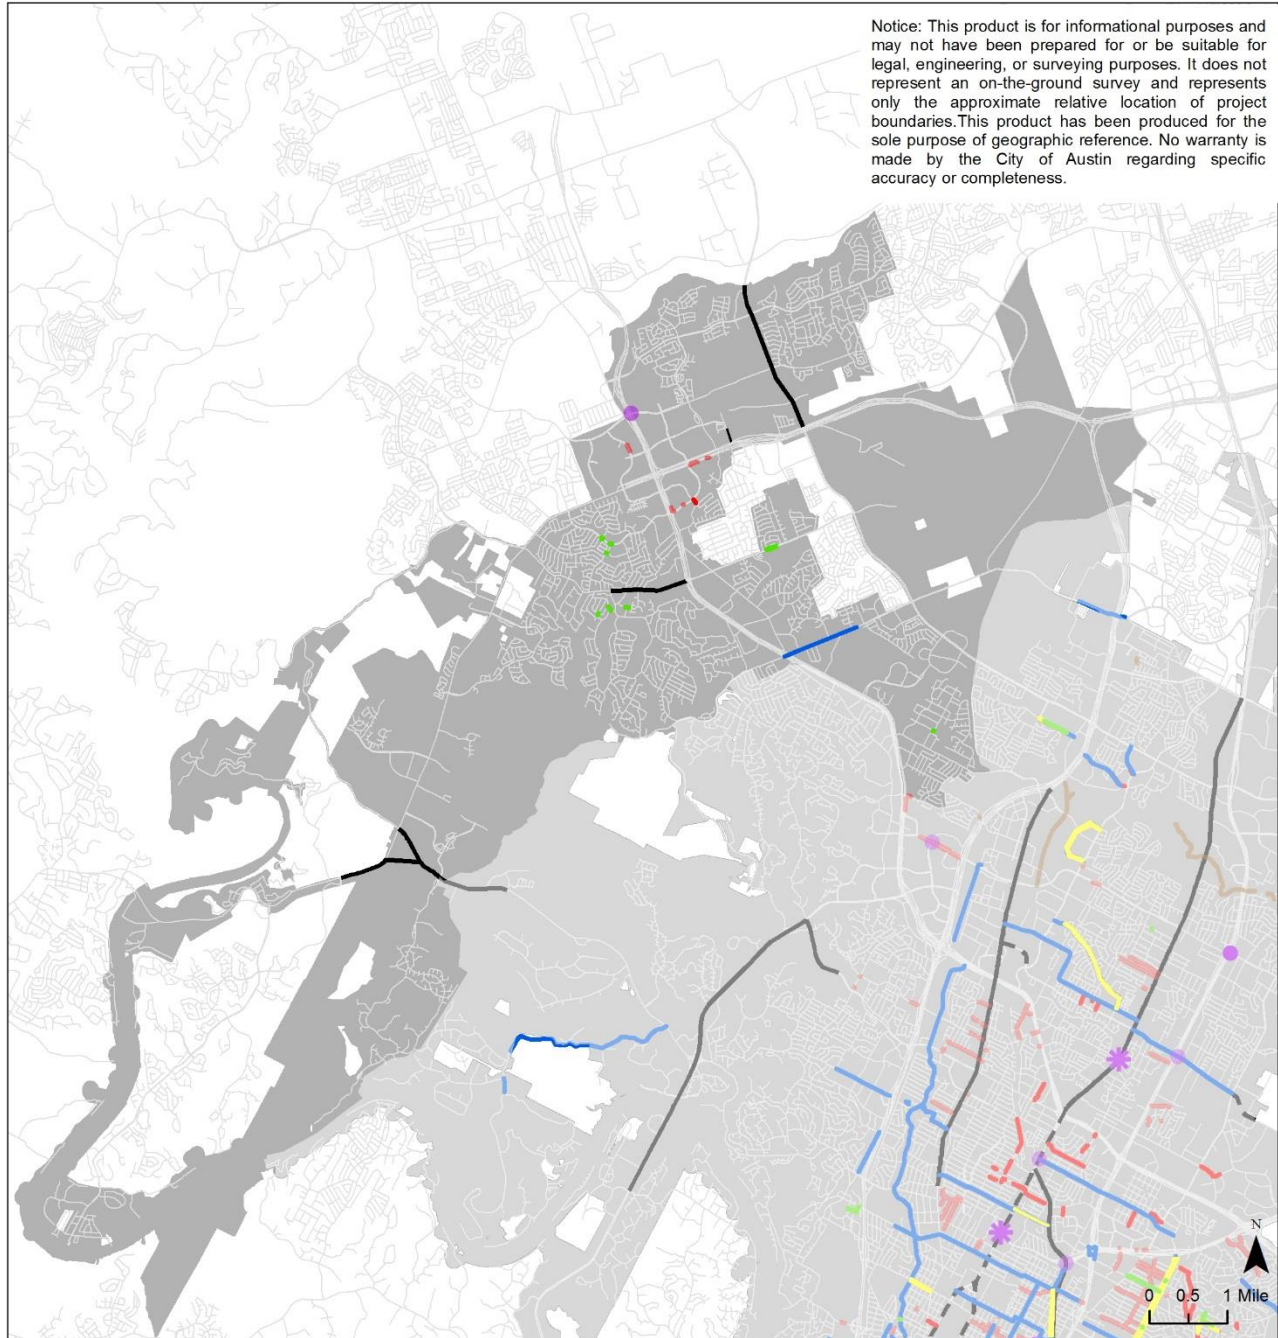 Notice: This product is for informational purposes and
may not have been prepared for or be suitable for
legal, engineering, or surveying purposes. It does not
represent an on-the-ground survey and represents
only the approximate relative location of project
boundaries.This product has been produced for the
sole purpose of geographic reference. No warranty is
made by the City of Austin regarding specific
accuracy or completeness.
N
0 0.5 1 Mile